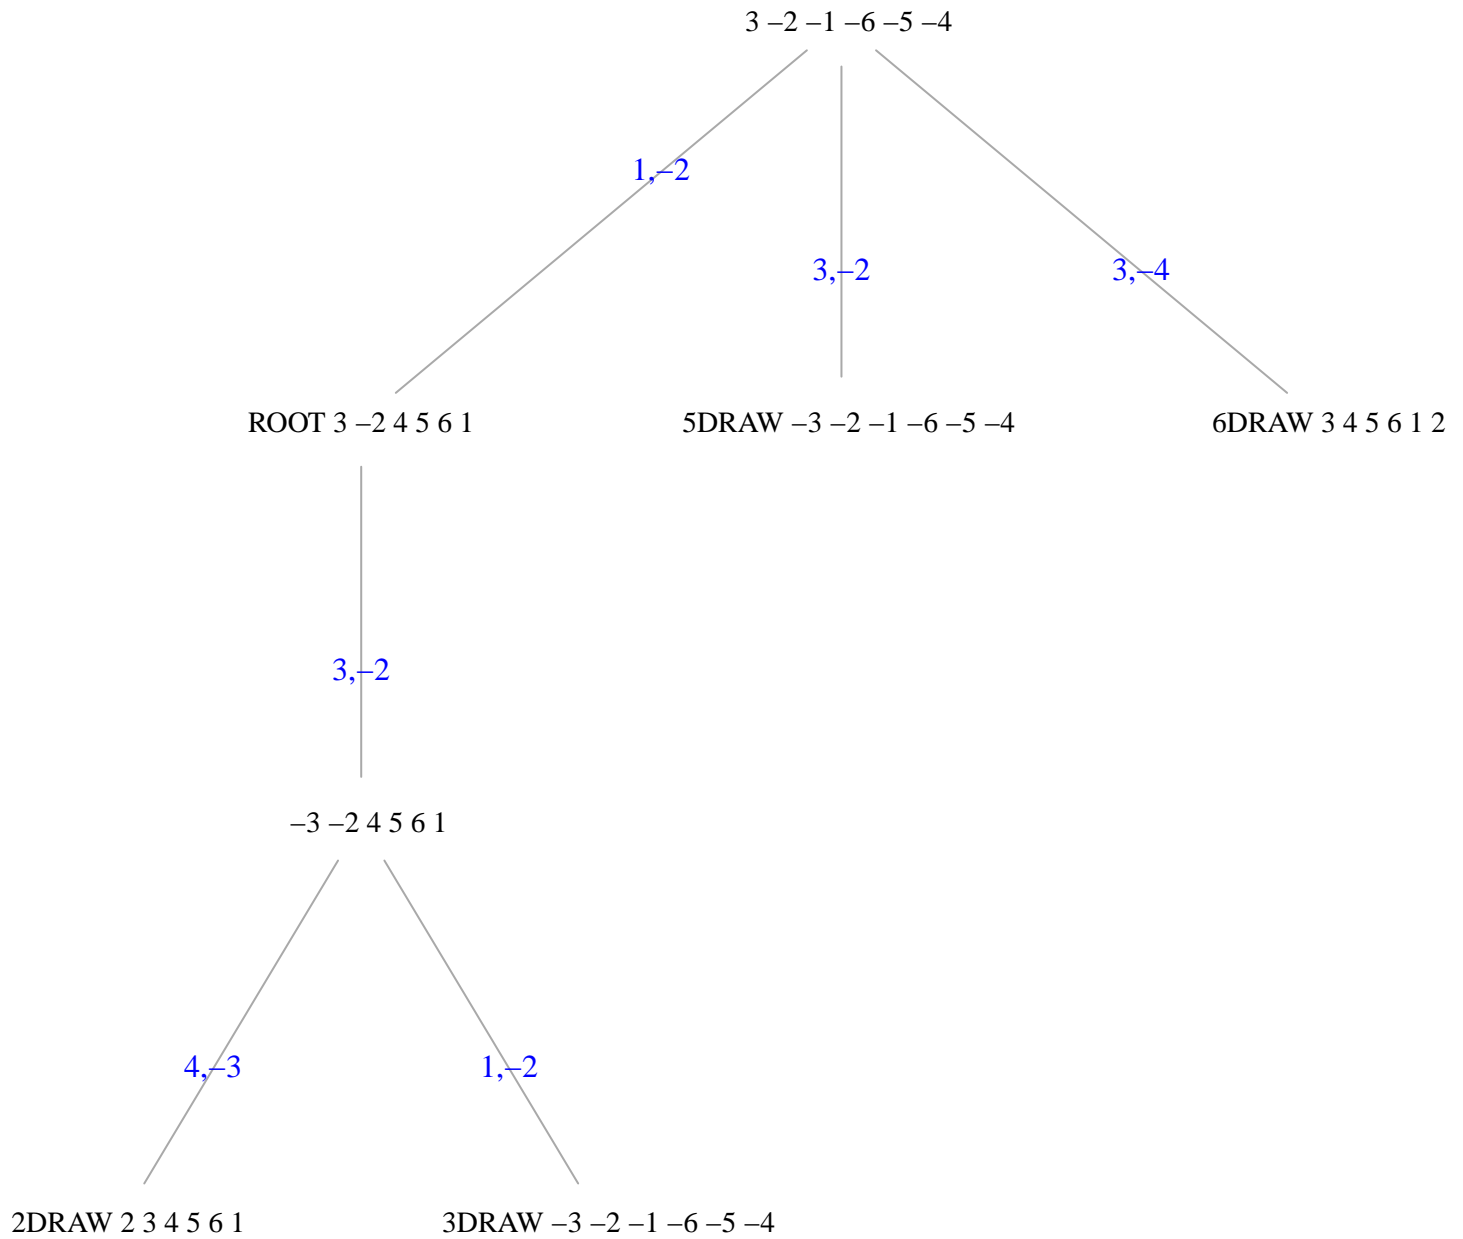 3 –2 –1 –6 –5 –4
1,–2
3,–2
3,–4
ROOT 3 –2 4 5 6 1
5DRAW –3 –2 –1 –6 –5 –4
6DRAW 3 4 5 6 1 2
3,–2
–3 –2 4 5 6 1
4,–3
1,–2
2DRAW 2 3 4 5 6 1
3DRAW –3 –2 –1 –6 –5 –4